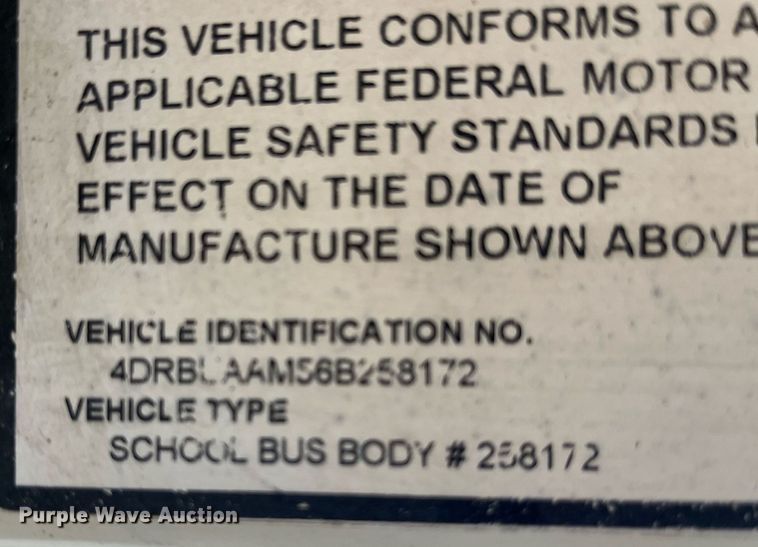 THIS VEHICLE CONFORMS TO A
APPLICABLE FEDERAL MOTOR
VEHICLE SAFETY STANDARDS
EFFECT ON THE DATE OF
MANUFACTURE SHOWN ABOVE
VEHICLE IDENTIFICATION NO.
4DRBUAAM56B258172
VEHICLE TYPE
SCHOOL BUS BODY # 258172
Purple Wave Auction